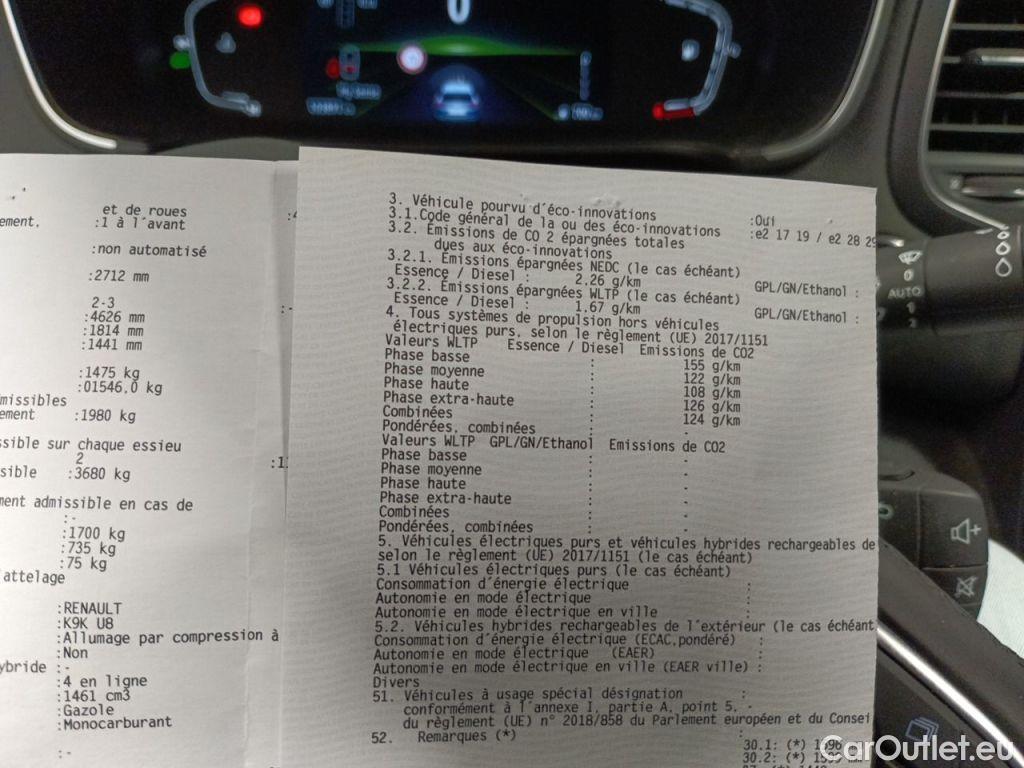 0
et de roues
ement. :1 à l'avant
:non automatisé
:2712 mm
2-3
:4626 mm
:1814 mm
:1441 mm
:1475 kg
:01546,0 kg
missibles
ement :1980 kg
ssible sur chaque essieu
2 :1
sible :3680 kg
ment admissible en cas de
:-
:1700 kg
:735 kg
:75 kg
'attelage
:RENAULT
:K9K U8
:Allumage par compression à
:Non
ybride :-
:4 en ligne
:1461 cm3
:Gazole
:Monocarburant
:-
3. Véhicule pourvu d'éco-innovations :Oui
3.1.Code général de la ou des éco-innovations :e2 17 19 / e2 28 29
3.2. Emissions de CO 2 épargnées totales
dues aux éco-innovations
3.2.1. Émissions épargnées NEDC (le cas échéant)
Essence / Diesel : 2.26 g/km GPL/GN/Ethanol :
3.2.2. Émissions épargnées WLTP (le cas échéant)
Essence / Diesel : 1.67 g/km GPL/GN/Ethanol :
4. Tous systèmes de propulsion hors véhicules
électriques purs, selon le règlement (UE) 2017/1151
Valeurs WLTP Essence / Diesel Emissions de CO2
Phase basse : 155 g/km
Phase moyenne : 122 g/km
Phase haute : 108 g/km
Phase extra-haute : 126 g/km
Combinées : 124 g/km
Pondérées, combinées : -
Valeurs WLTP GPL/GN/Ethanol Emissions de CO2
Phase basse : -
Phase moyenne : -
Phase haute : -
Phase extra-haute : -
Combinées : -
Pondérées, combinées : -
5. Véhicules électriques purs et véhicules hybrides rechargeables de
selon le règlement (UE) 2017/1151 (le cas échéant)
5.1 Véhicules électriques purs (le cas échéant)
Consommation d'énergie électrique :
Autonomie en mode électrique :
Autonomie en mode électrique en ville :
5.2. Véhicules hybrides rechargeables de l'extérieur (le cas échéant
Consommation d'énergie électrique (ECAC,pondéré) :
Autonomie en mode électrique (EAER) :
Autonomie en mode électrique en ville (EAER ville) :
Divers
51. Véhicules à usage spécial désignation :
conformément à l'annexe I, partie A, point 5, -
du règlement (UE) n° 2018/858 du Parlement européen et du Consei
52. Remarques (*) :
30.1: (*)
30.2: (*)
0
AUTO
CarOutlet.eu